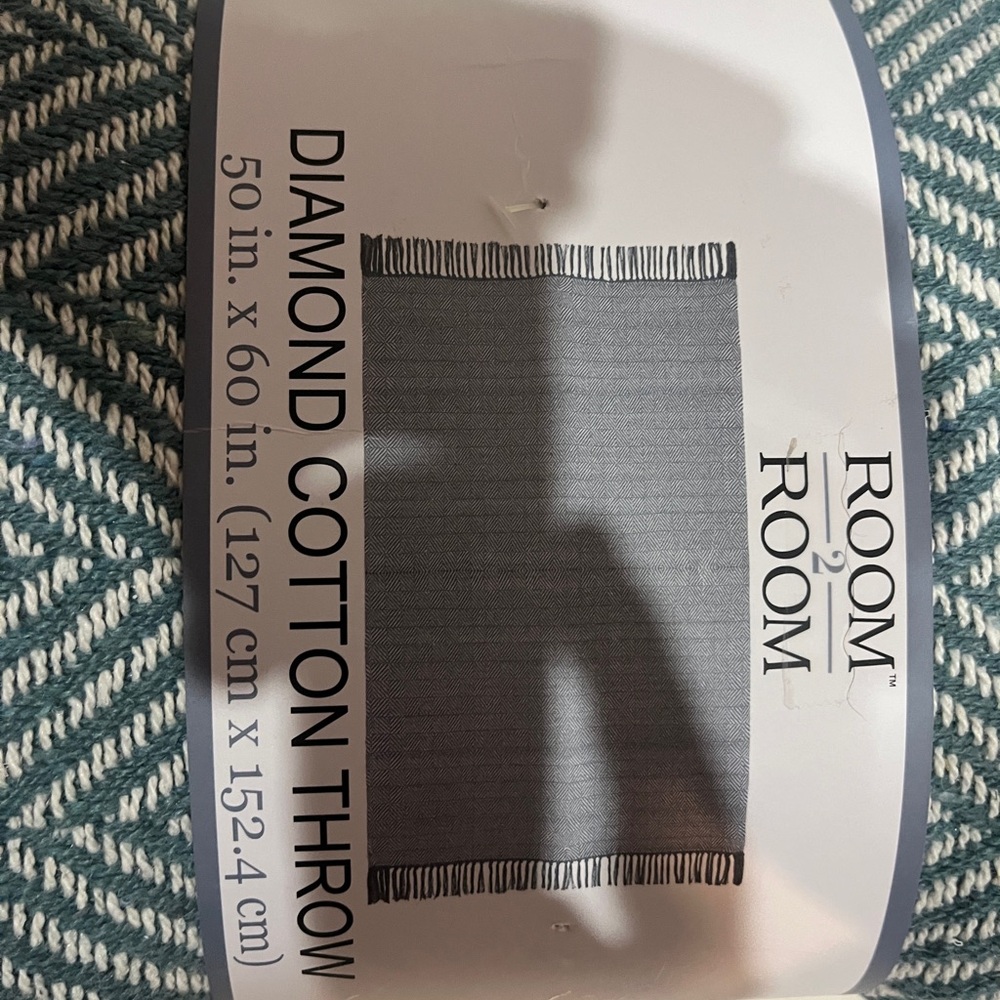 ROOM™
2
ROOM
DIAMOND COTTON THROW
50 in. x 60 in. (127 cm x 152.4 cm)